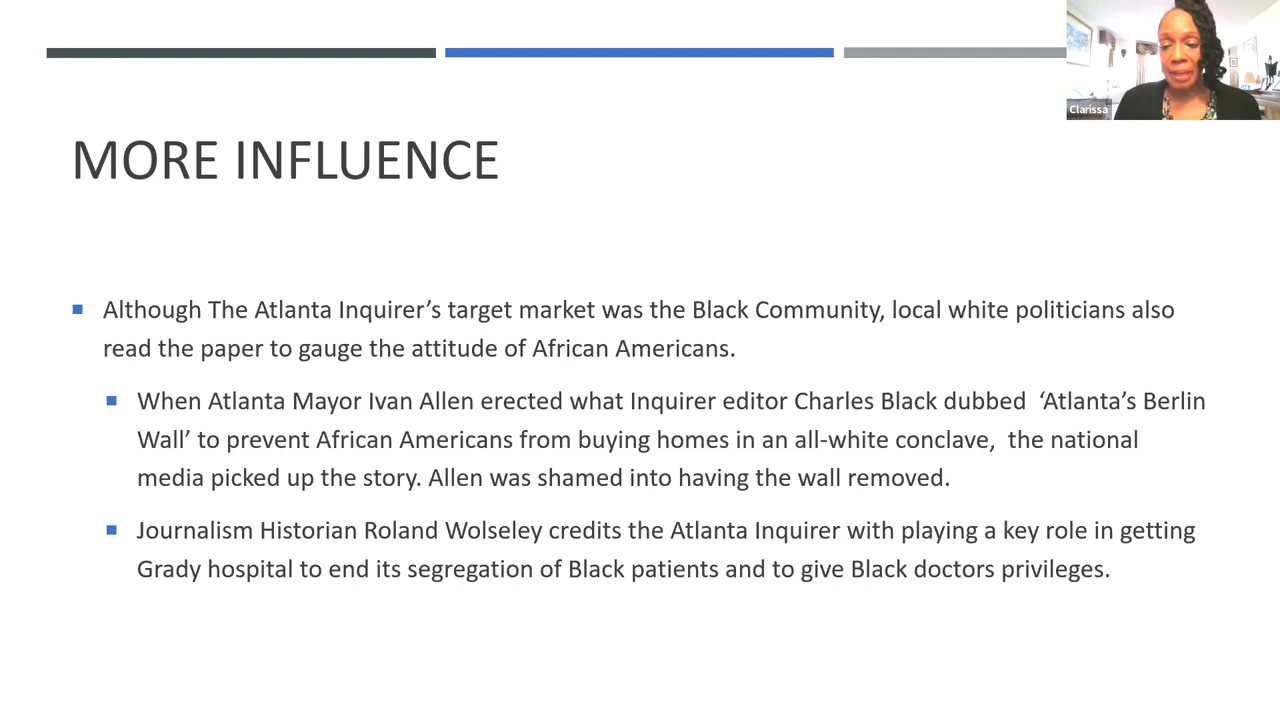 Clarissa
MORE INFLUENCE
Although The Atlanta Inquirer’s target market was the Black Community, local white politicians also
read the paper to gauge the attitude of African Americans.
When Atlanta Mayor Ivan Allen erected what Inquirer editor Charles Black dubbed ‘Atlanta’s Berlin
Wall’ to prevent African Americans from buying homes in an all-white conclave, the national
media picked up the story. Allen was shamed into having the wall removed.
Journalism Historian Roland Wolseley credits the Atlanta Inquirer with playing a key role in getting
Grady hospital to end its segregation of Black patients and to give Black doctors privileges.